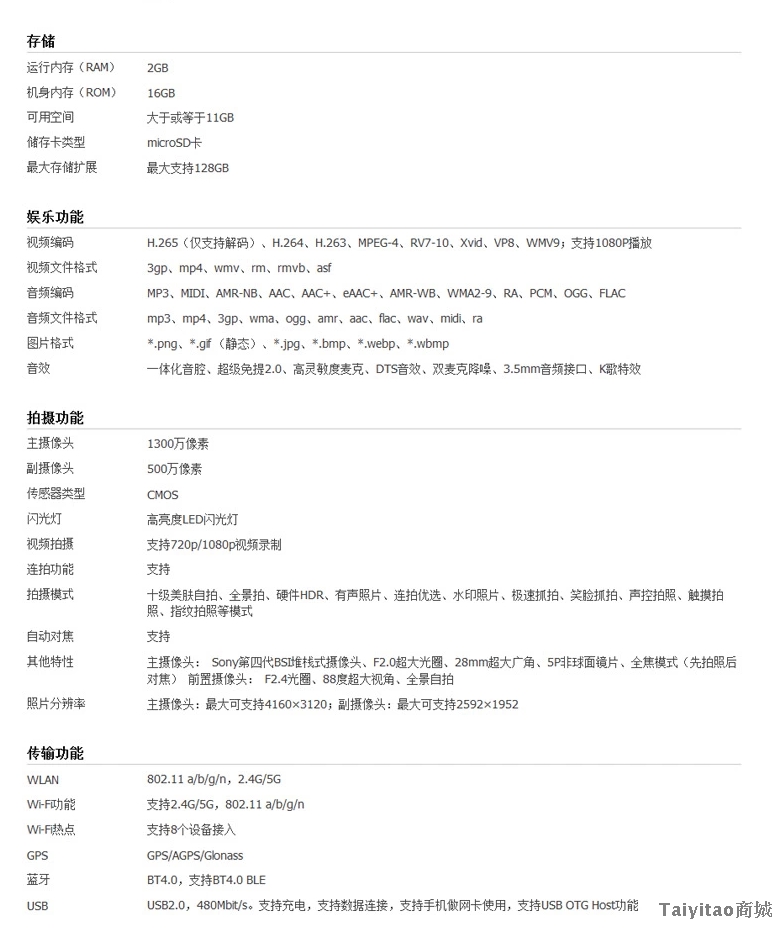 存储
运行内存（RAM） 2GB
机身内存（ROM） 16GB
可用空间 大于或等于11GB
储存卡类型 microSD卡
最大存储扩展 最大支持128GB
娱乐功能
视频编码 H.265（仅支持解码）、H.264、H.263、MPEG-4、RV7-10、Xvid、VP8、WMV9；支持1080P播放
视频文件格式 3gp、mp4、wmv、rm、rmvb、asf
音频编码 MP3、MIDI、AMR-NB、AAC、AAC+、eAAC+、AMR-WB、WMA2-9、RA、PCM、OGG、FLAC
音频文件格式 mp3、mp4、3gp、wma、ogg、amr、aac、flac、wav、midi、ra
图片格式 *.png、*.gif（静态）、*.jpg、*.bmp、*.webp、*.wbmp
音效 一体化音腔、超级免提2.0、高灵敏度麦克、DTS音效、双麦克降噪、3.5mm音频接口、K歌特效
拍摄功能
主摄像头 1300万像素
副摄像头 500万像素
传感器类型 CMOS
闪光灯 高亮度LED闪光灯
视频拍摄 支持720p/1080p视频录制
连拍功能 支持
拍摄模式 十级美肤自拍、全景拍、硬件HDR、有声照片、连拍优选、水印照片、极速抓拍、笑脸抓拍、声控拍照、触摸拍
照、指纹拍照等模式
自动对焦 支持
其他特性 主摄像头： Sony第四代BSI堆栈式摄像头、F2.0超大光圈、28mm超大广角、5P非球面镜片、全焦模式（先拍照后
对焦） 前置摄像头： F2.4光圈、88度超大视角、全景自拍
照片分辨率 主摄像头：最大可支持4160×3120；副摄像头：最大可支持2592×1952
传输功能
WLAN 802.11 a/b/g/n，2.4G/5G
Wi-Fi功能 支持2.4G/5G，802.11 a/b/g/n
Wi-Fi热点 支持8个设备接入
GPS GPS/AGPS/Glonass
蓝牙 BT4.0，支持BT4.0 BLE
USB USB2.0，480Mbit/s。支持充电，支持数据连接，支持手机做网卡使用，支持USB OTG Host功能
Taiyitao商城